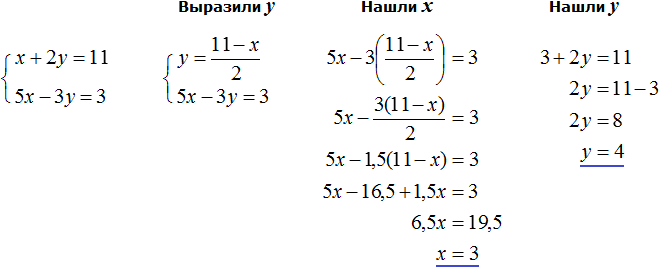 Выразили y
Нашли x
Нашли y
x + 2y = 11
5x − 3y = 3
y = (11 − x)/2
5x − 3y = 3
5x − 3((11 − x)/2) = 3
5x − 3(11 − x)/2 = 3
5x − 1,5(11 − x) = 3
5x − 16,5 + 1,5x = 3
6,5x = 19,5
x = 3
3 + 2y = 11
2y = 11 − 3
2y = 8
y = 4